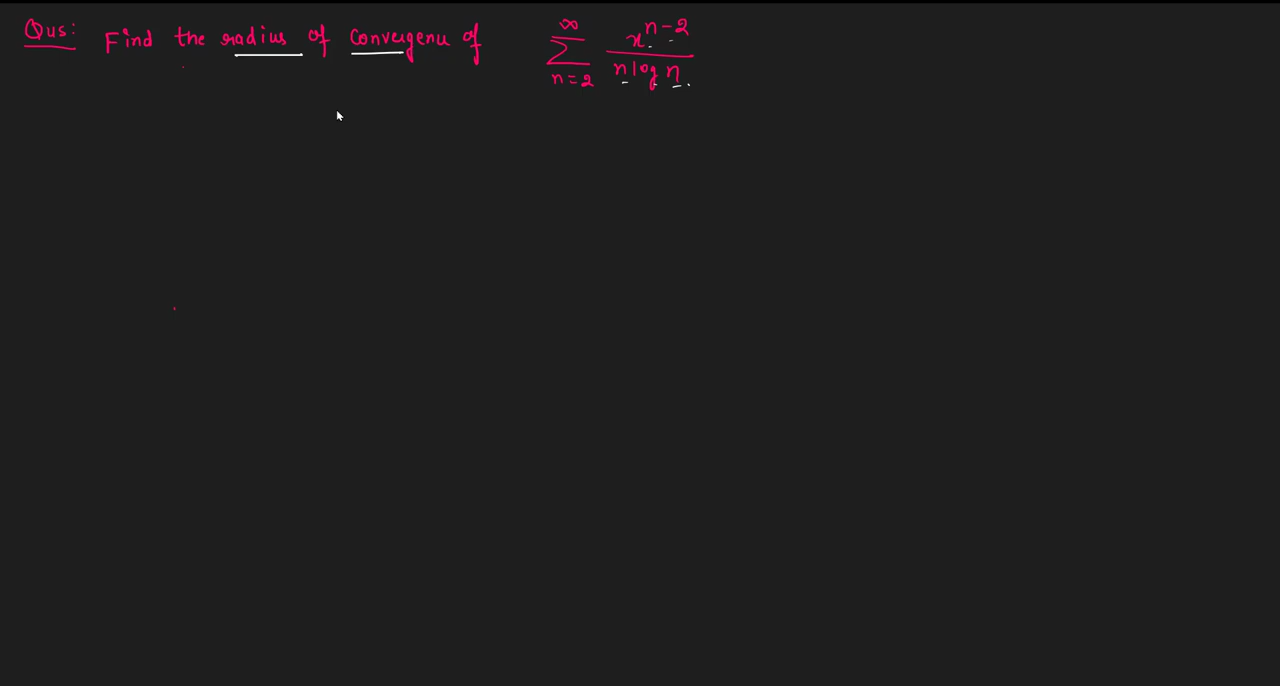 Qus: Find the radius of Convergenu of ∞ ∑ n=2 x^{n-2} / n log n.